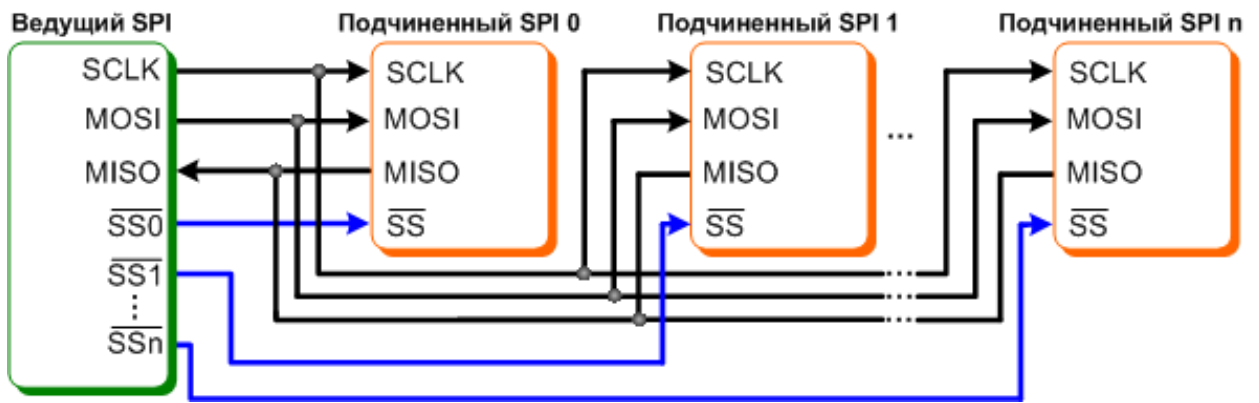 Ведущий SPI
SCLK
MOSI
MISO
SS0
SS1
⋮
SSn
Подчиненный SPI 0
SCLK
MOSI
MISO
SS
Подчиненный SPI 1
SCLK
MOSI
MISO
SS
...
Подчиненный SPI n
SCLK
MOSI
MISO
SS